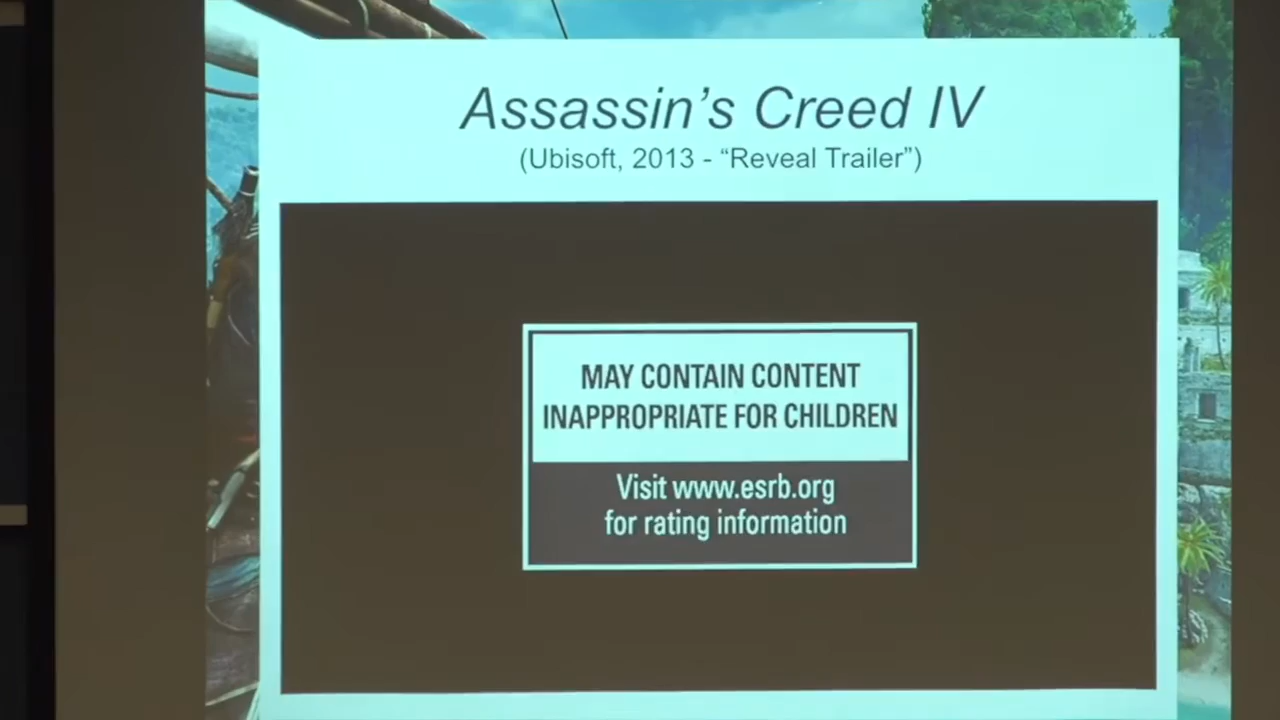 Assassin's Creed IV
(Ubisoft, 2013 - “Reveal Trailer”)
MAY CONTAIN CONTENT
INAPPROPRIATE FOR CHILDREN
Visit www.esrb.org
for rating information